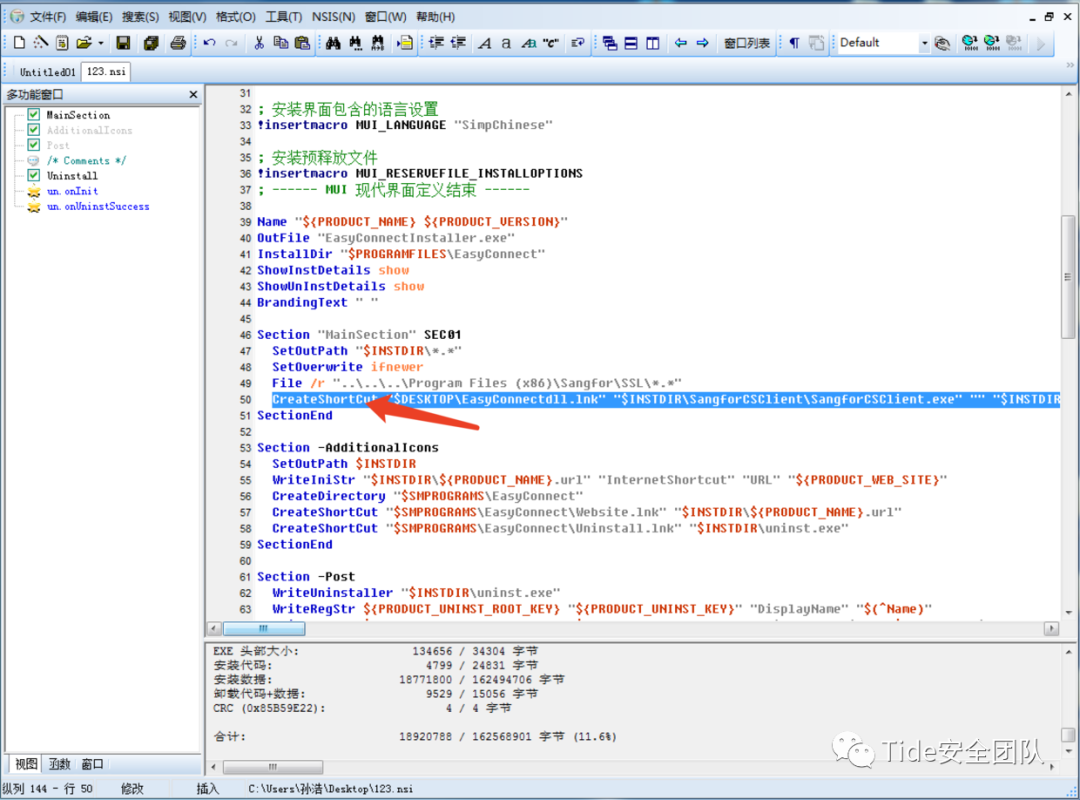 文件(F) 编辑(E) 搜索(S) 视图(V) 格式(O) 工具(T) NSIS(N) 窗口(W) 帮助(H)
窗口列表 Default
Untitled01 123.nsi
多功能窗口
MainSection
AdditionalIcons
Post
/* Comments */
Uninstall
un.onInit
un.onUninstSuccess
31
32 ; 安装界面包含的语言设置
33 !insertmacro MUI_LANGUAGE "SimpChinese"
34
35 ; 安装预释放文件
36 !insertmacro MUI_RESERVEFILE_INSTALLOPTIONS
37 ; ------ MUI 现代界面定义结束 ------
38
39 Name "${PRODUCT_NAME} ${PRODUCT_VERSION}"
40 OutFile "EasyConnectInstaller.exe"
41 InstallDir "$PROGRAMFILES\EasyConnect"
42 ShowInstDetails show
43 ShowUnInstDetails show
44 BrandingText " "
45
46 Section "MainSection" SEC01
47 SetOutPath "$INSTDIR\*.*"
48 SetOverwrite ifnewer
49 File /r "..\..\..\Program Files (x86)\Sangfor\SSL\*.*"
50 CreateShortCut "$DESKTOP\EasyConnectdll.lnk" "$INSTDIR\SangforCSClient\SangforCSClient.exe" "" "$INSTDIR
51 SectionEnd
52
53 Section -AdditionalIcons
54 SetOutPath $INSTDIR
55 WriteIniStr "$INSTDIR\${PRODUCT_NAME}.url" "InternetShortcut" "URL" "${PRODUCT_WEB_SITE}"
56 CreateDirectory "$SMPROGRAMS\EasyConnect"
57 CreateShortCut "$SMPROGRAMS\EasyConnect\Website.lnk" "$INSTDIR\${PRODUCT_NAME}.url"
58 CreateShortCut "$SMPROGRAMS\EasyConnect\Uninstall.lnk" "$INSTDIR\uninst.exe"
59 SectionEnd
60
61 Section -Post
62 WriteUninstaller "$INSTDIR\uninst.exe"
63 WriteRegStr ${PRODUCT_UNINST_ROOT_KEY} "${PRODUCT_UNINST_KEY}" "DisplayName" "$(^Name)"
EXE 头部大小: 134656 / 34304 字节
安装代码: 4799 / 24831 字节
安装数据: 18771800 / 162494706 字节
卸载代码+数据: 9529 / 15056 字节
CRC (0x85B59E22): 4 / 4 字节
合计: 18920788 / 162568901 字节 (11.6%)
Tide安全团队
视图 函数 窗口
纵列 144 - 行 50 修改 插入 C:\Users\孙浩\Desktop\123.nsi